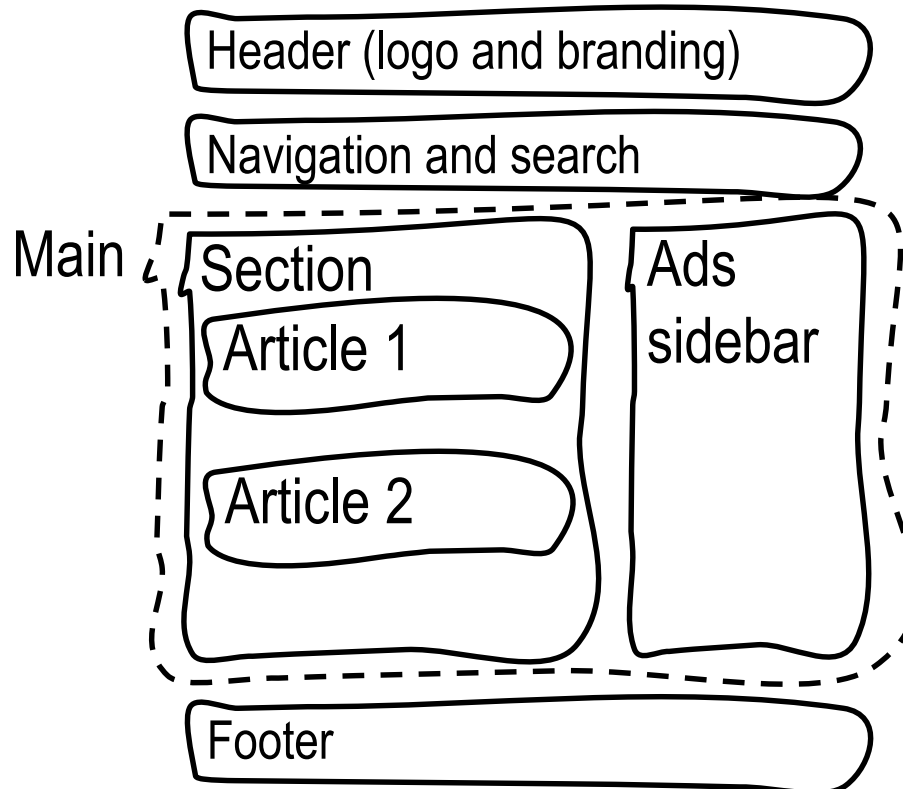 Header (logo and branding)
Navigation and search
Main
Section
Article 1
Article 2
Ads
sidebar
Footer